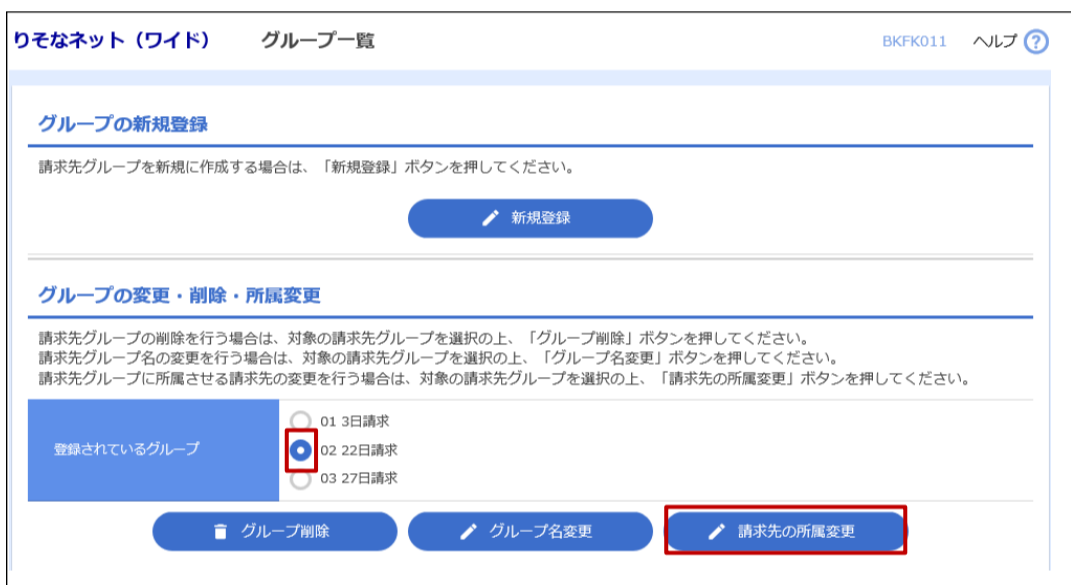 りそなネット（ワイド） グループ一覧 BKFK011 ヘルプ ?
グループの新規登録
請求先グループを新規に作成する場合は、「新規登録」ボタンを押してください。
新規登録
グループの変更・削除・所属変更
請求先グループの削除を行う場合は、対象の請求先グループを選択の上、「グループ削除」ボタンを押してください。
請求先グループ名の変更を行う場合は、対象の請求先グループを選択の上、「グループ名変更」ボタンを押してください。
請求先グループに所属させる請求先の変更を行う場合は、対象の請求先グループを選択の上、「請求先の所属変更」ボタンを押してください。
登録されているグループ
01 3日請求
02 22日請求
03 27日請求
グループ削除 グループ名変更 請求先の所属変更